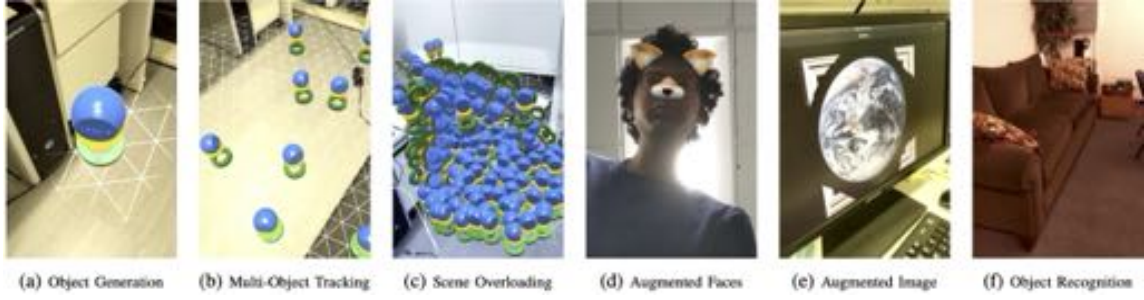 (a) Object Generation
(b) Multi-Object Tracking
(c) Scene Overloading
(d) Augmented Faces
(e) Augmented Image
(f) Object Recognition